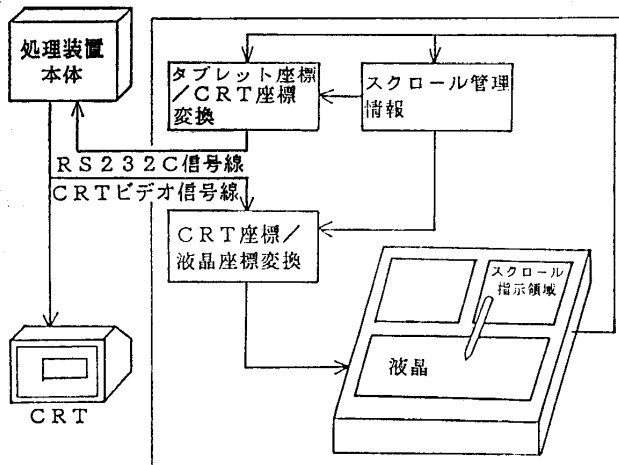 処理装置
本体
タブレット座標
／ＣＲＴ座標
変換
スクロール管理
情報
ＲＳ２３２Ｃ信号線
ＣＲＴビデオ信号線
ＣＲＴ座標／
液晶座標変換
スクロール
指示領域
液晶
ＣＲＴ